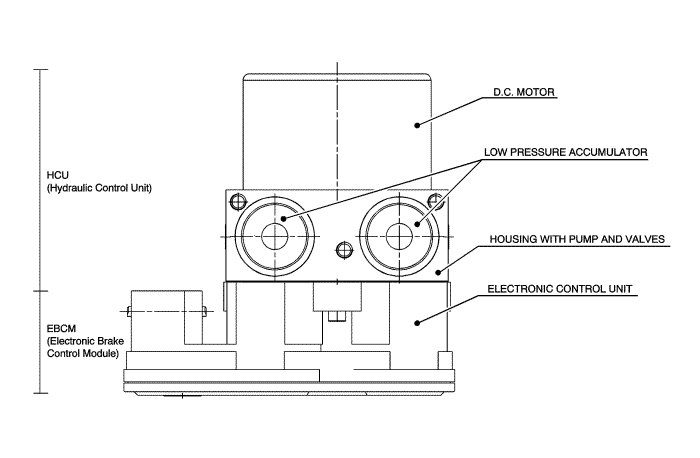 D.C. MOTOR
LOW PRESSURE ACCUMULATOR
HCU
(Hydraulic Control Unit)
HOUSING WITH PUMP AND VALVES
ELECTRONIC CONTROL UNIT
EBCM
(Electronic Brake
Control Module)